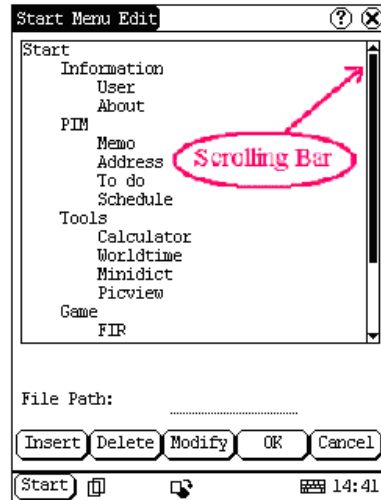 Start Menu Edit ?
Start
Information
User
About
PIM
Memo
Address
To do
Schedule
Scrolling Bar
Tools
Calculator
Worldtime
Minidict
Picview
Game
FIR
File Path:
Insert Delete Modify OK Cancel
Start 14:41